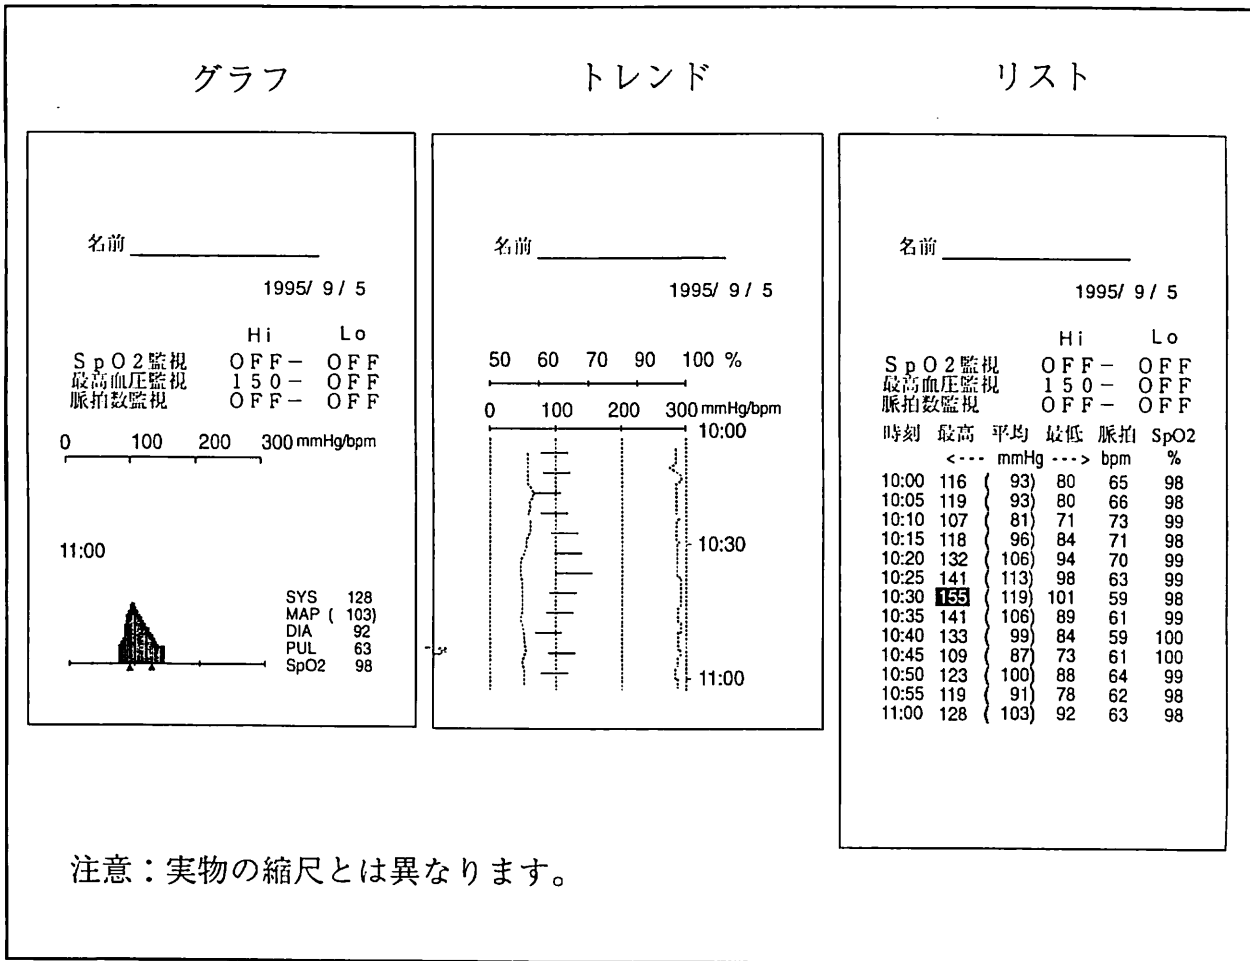 グラフ
名前
1995/ 9/ 5
Hi Lo
SpO2監視 OFF- OFF
最高血圧監視 150- OFF
脈拍数監視 OFF- OFF
0 100 200 300 mmHg/bpm
11:00
SYS 128
MAP ( 103)
DIA 92
PUL 63
SpO2 98
トレンド
名前
1995/ 9/ 5
50 60 70 90 100 %
0 100 200 300 mmHg/bpm
10:00
10:30
11:00
リスト
名前
1995/ 9/ 5
Hi Lo
SpO2監視 OFF- OFF
最高血圧監視 150- OFF
脈拍数監視 OFF- OFF
時刻 最高 平均 最低 脈拍 SpO2
<--- mmHg ---> bpm %
10:00 116 ( 93) 80 65 98
10:05 119 ( 93) 80 66 98
10:10 107 ( 81) 71 73 99
10:15 118 ( 96) 84 71 98
10:20 132 ( 106) 94 70 99
10:25 141 ( 113) 98 63 99
10:30 155 ( 119) 101 59 98
10:35 141 ( 106) 89 61 99
10:40 133 ( 99) 84 59 100
10:45 109 ( 87) 73 61 100
10:50 123 ( 100) 88 64 99
10:55 119 ( 91) 78 62 98
11:00 128 ( 103) 92 63 98
注意：実物の縮尺とは異なります。